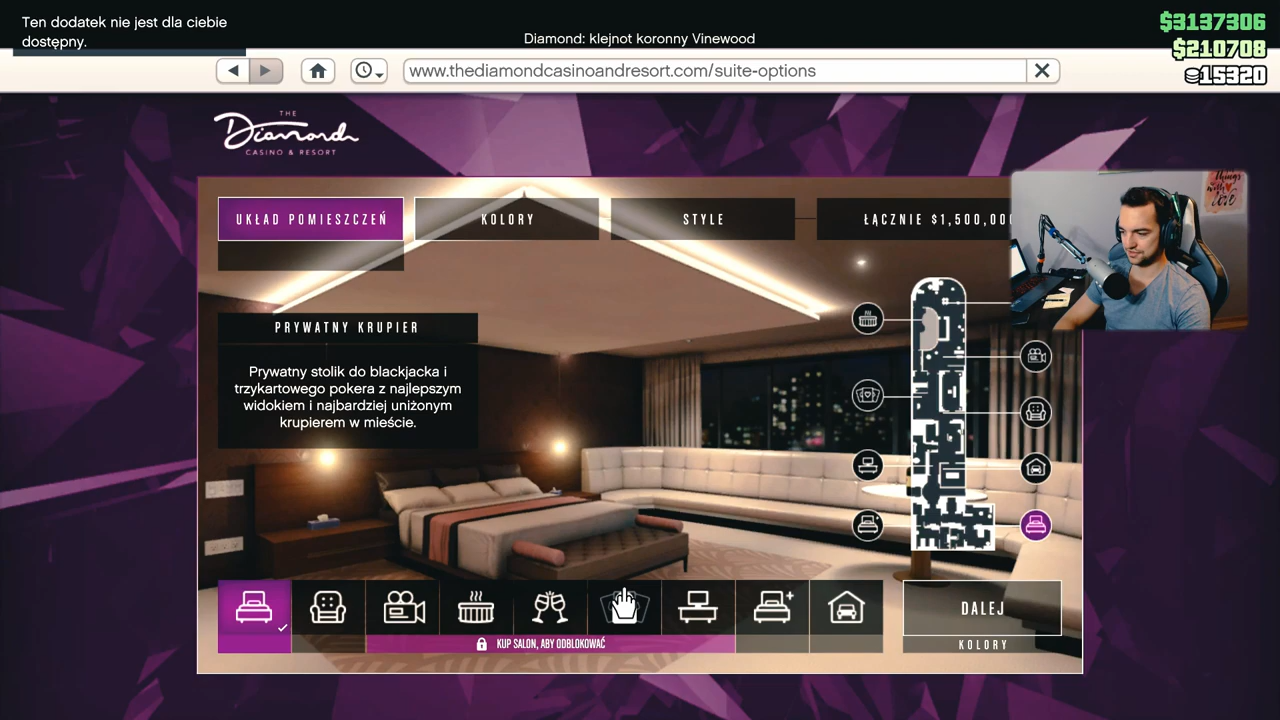 Ten dodatek nie jest dla ciebie
dostępny.
Diamond: klejnot koronny Vinewood
$3137306
$210708
15320
www.thediamondcasinoandresort.com/suite-options
THE
Diamond
CASINO & RESORT
UKŁAD POMIESZCZEŃ
KOLORY
STYLE
ŁĄCZNIE $1,500,000
PRYWATNY KRUPIER
Prywatny stolik do blackjacka i
trzykartowego pokera z najlepszym
widokiem i najbardziej uniżonym
krupierem w mieście.
KUP SALON, ABY ODBLOKOWAĆ
DALEJ
KOLORY